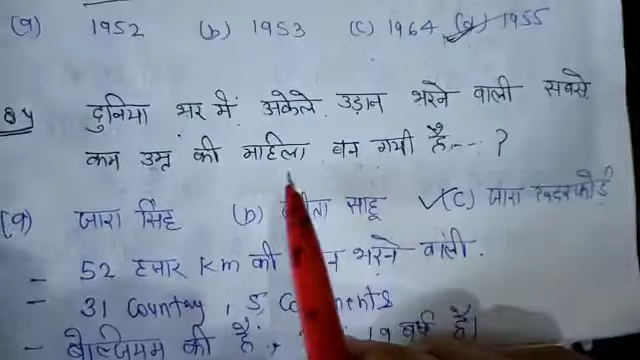 (a) 1952 (b) 1953 (c) 1964 (d) 1955
84 दुनिया भर में अकेले उड़ान भरने वाली सबसे
कम उम्र की महिला बन गयी है --- ?
(a) जारा सिंह (b) साहू (c) जारा रदरफोर्ड
- 52 हजार Km की भरने वाली.
- 31 Country, 5
- बेल्जियम की है, 19 वर्ष है।